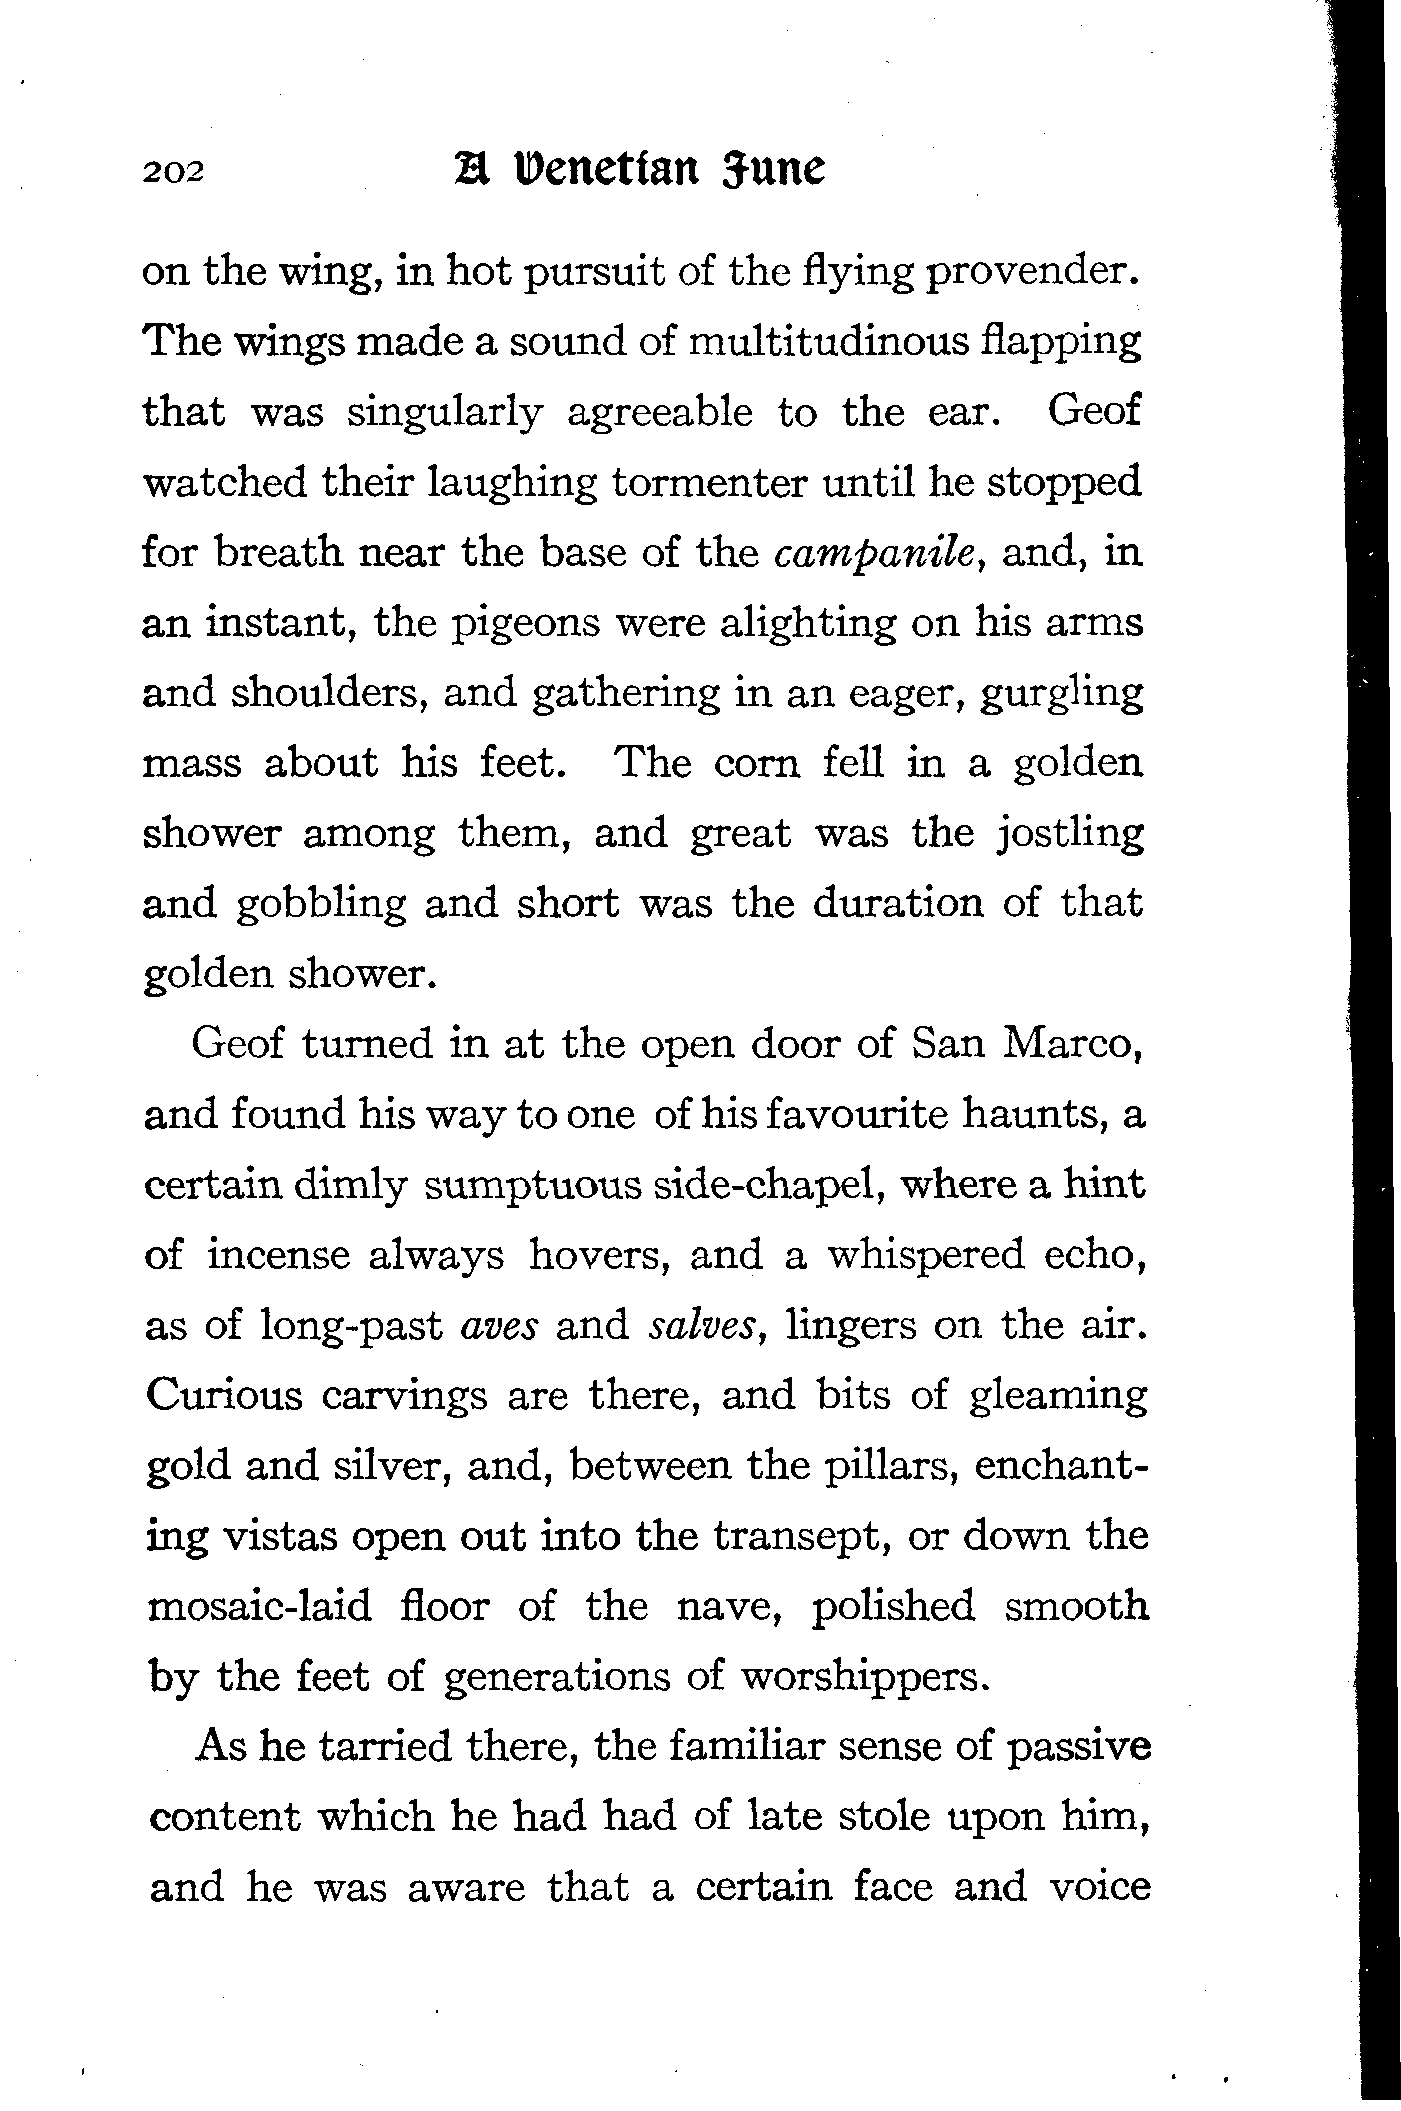 202 A Venetian June
on the wing, in hot pursuit of the flying provender.
The wings made a sound of multitudinous flapping
that was singularly agreeable to the ear. Geof
watched their laughing tormenter until he stopped
for breath near the base of the campanile, and, in
an instant, the pigeons were alighting on his arms
and shoulders, and gathering in an eager, gurgling
mass about his feet. The corn fell in a golden
shower among them, and great was the jostling
and gobbling and short was the duration of that
golden shower.
Geof turned in at the open door of San Marco,
and found his way to one of his favourite haunts, a
certain dimly sumptuous side-chapel, where a hint
of incense always hovers, and a whispered echo,
as of long-past aves and salves, lingers on the air.
Curious carvings are there, and bits of gleaming
gold and silver, and, between the pillars, enchant-
ing vistas open out into the transept, or down the
mosaic-laid floor of the nave, polished smooth
by the feet of generations of worshippers.
As he tarried there, the familiar sense of passive
content which he had had of late stole upon him,
and he was aware that a certain face and voice